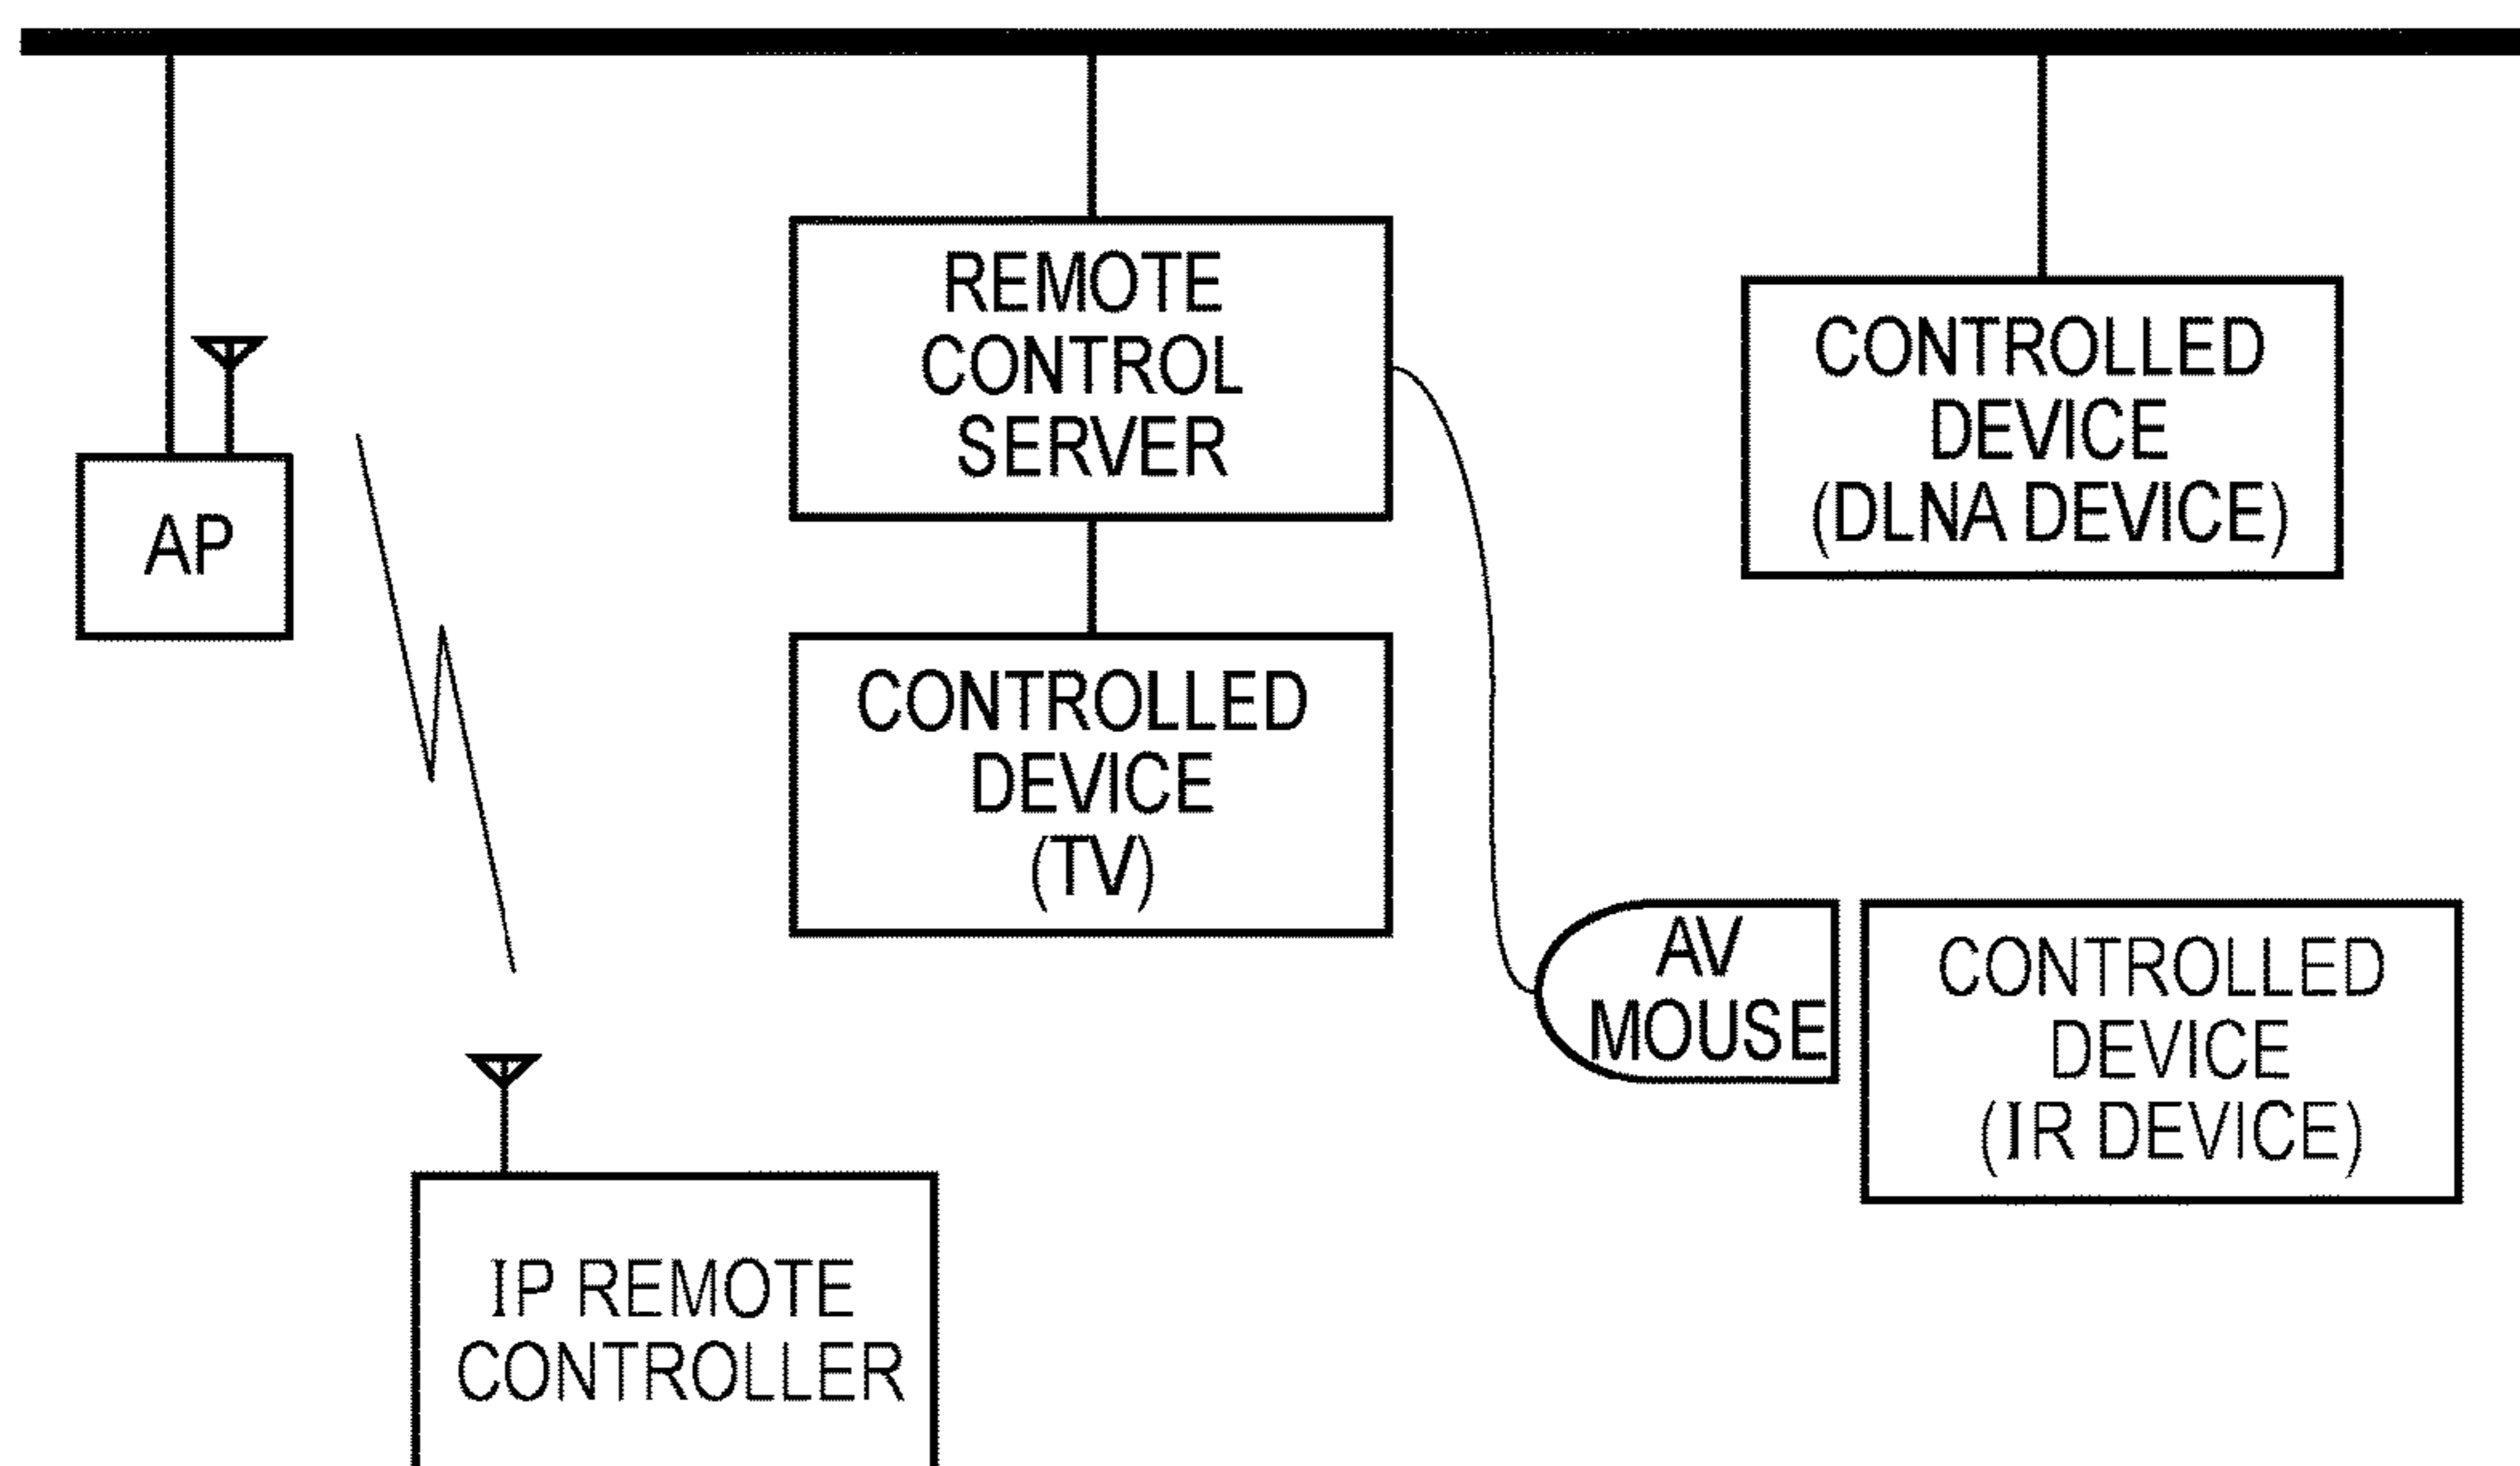 REMOTE
CONTROL
SERVER
CONTROLLED
DEVICE
(DLNA DEVICE)
AP
CONTROLLED
DEVICE
(TV)
AV
MOUSE
CONTROLLED
DEVICE
(IR DEVICE)
IP REMOTE
CONTROLLER